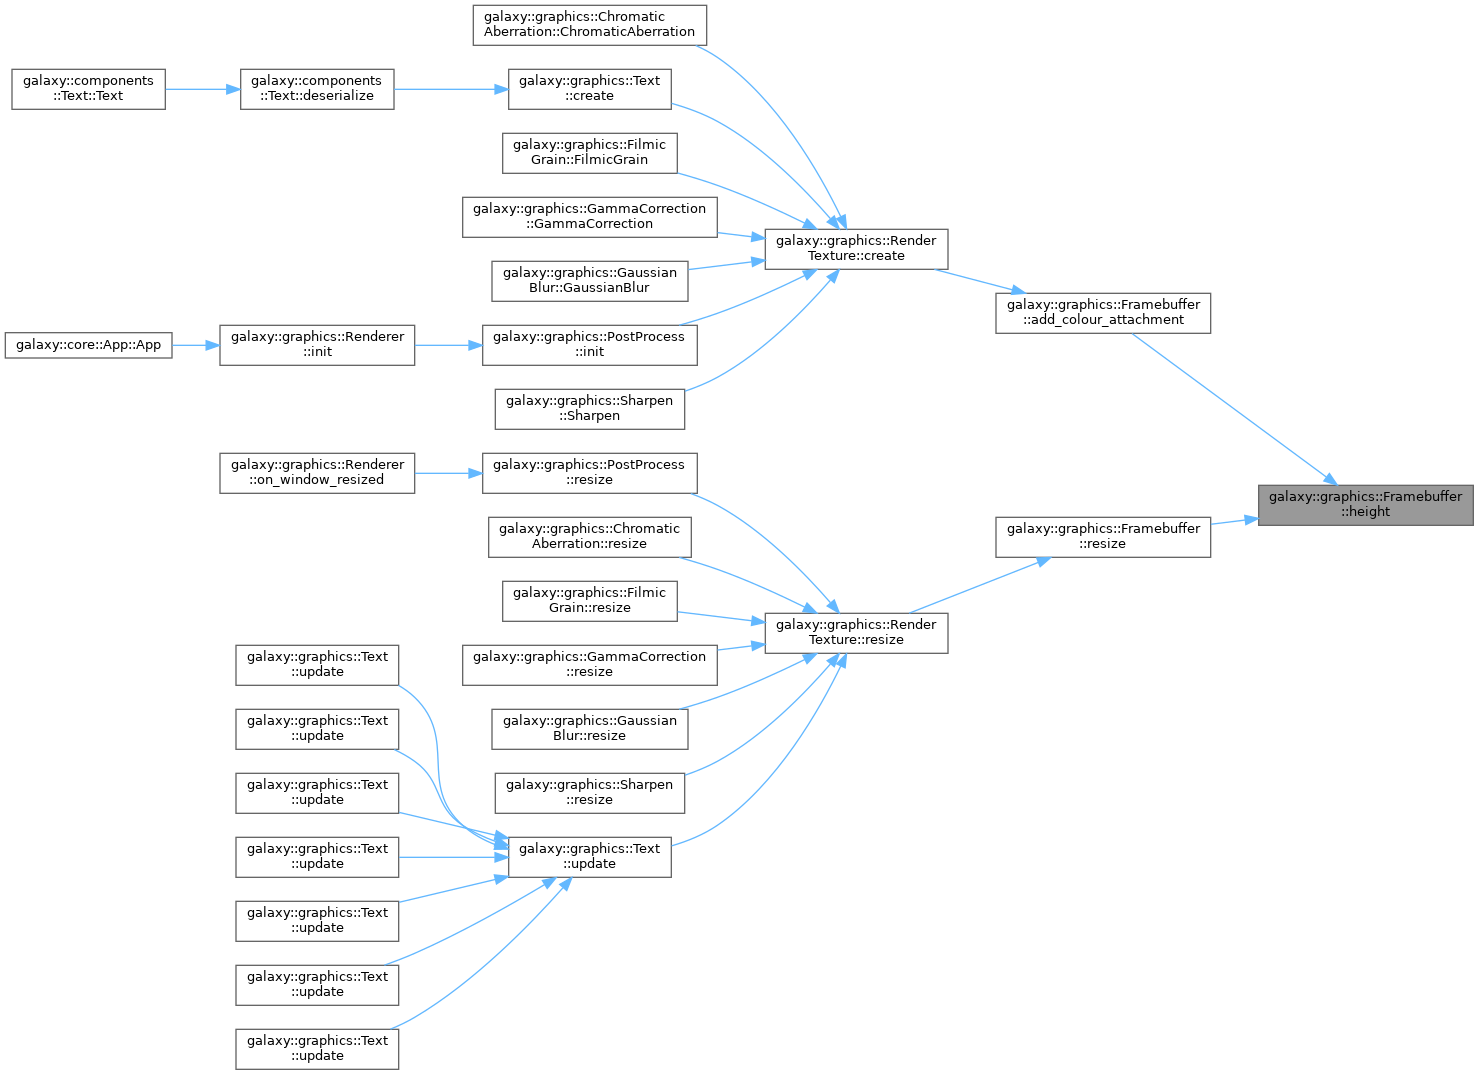 galaxy::graphics::Chromatic
Aberration::ChromaticAberration
galaxy::components
::Text::Text
galaxy::components
::Text::deserialize
galaxy::graphics::Text
::create
galaxy::graphics::Filmic
Grain::FilmicGrain
galaxy::graphics::GammaCorrection
::GammaCorrection
galaxy::graphics::Render
Texture::create
galaxy::graphics::Gaussian
Blur::GaussianBlur
galaxy::graphics::Framebuffer
::add_colour_attachment
galaxy::core::App::App
galaxy::graphics::Renderer
::init
galaxy::graphics::PostProcess
::init
galaxy::graphics::Sharpen
::Sharpen
galaxy::graphics::Renderer
::on_window_resized
galaxy::graphics::PostProcess
::resize
galaxy::graphics::Framebuffer
::height
galaxy::graphics::Chromatic
Aberration::resize
galaxy::graphics::Framebuffer
::resize
galaxy::graphics::Filmic
Grain::resize
galaxy::graphics::Render
Texture::resize
galaxy::graphics::Text
::update
galaxy::graphics::GammaCorrection
::resize
galaxy::graphics::Text
::update
galaxy::graphics::Gaussian
Blur::resize
galaxy::graphics::Text
::update
galaxy::graphics::Sharpen
::resize
galaxy::graphics::Text
::update
galaxy::graphics::Text
::update
galaxy::graphics::Text
::update
galaxy::graphics::Text
::update
galaxy::graphics::Text
::update